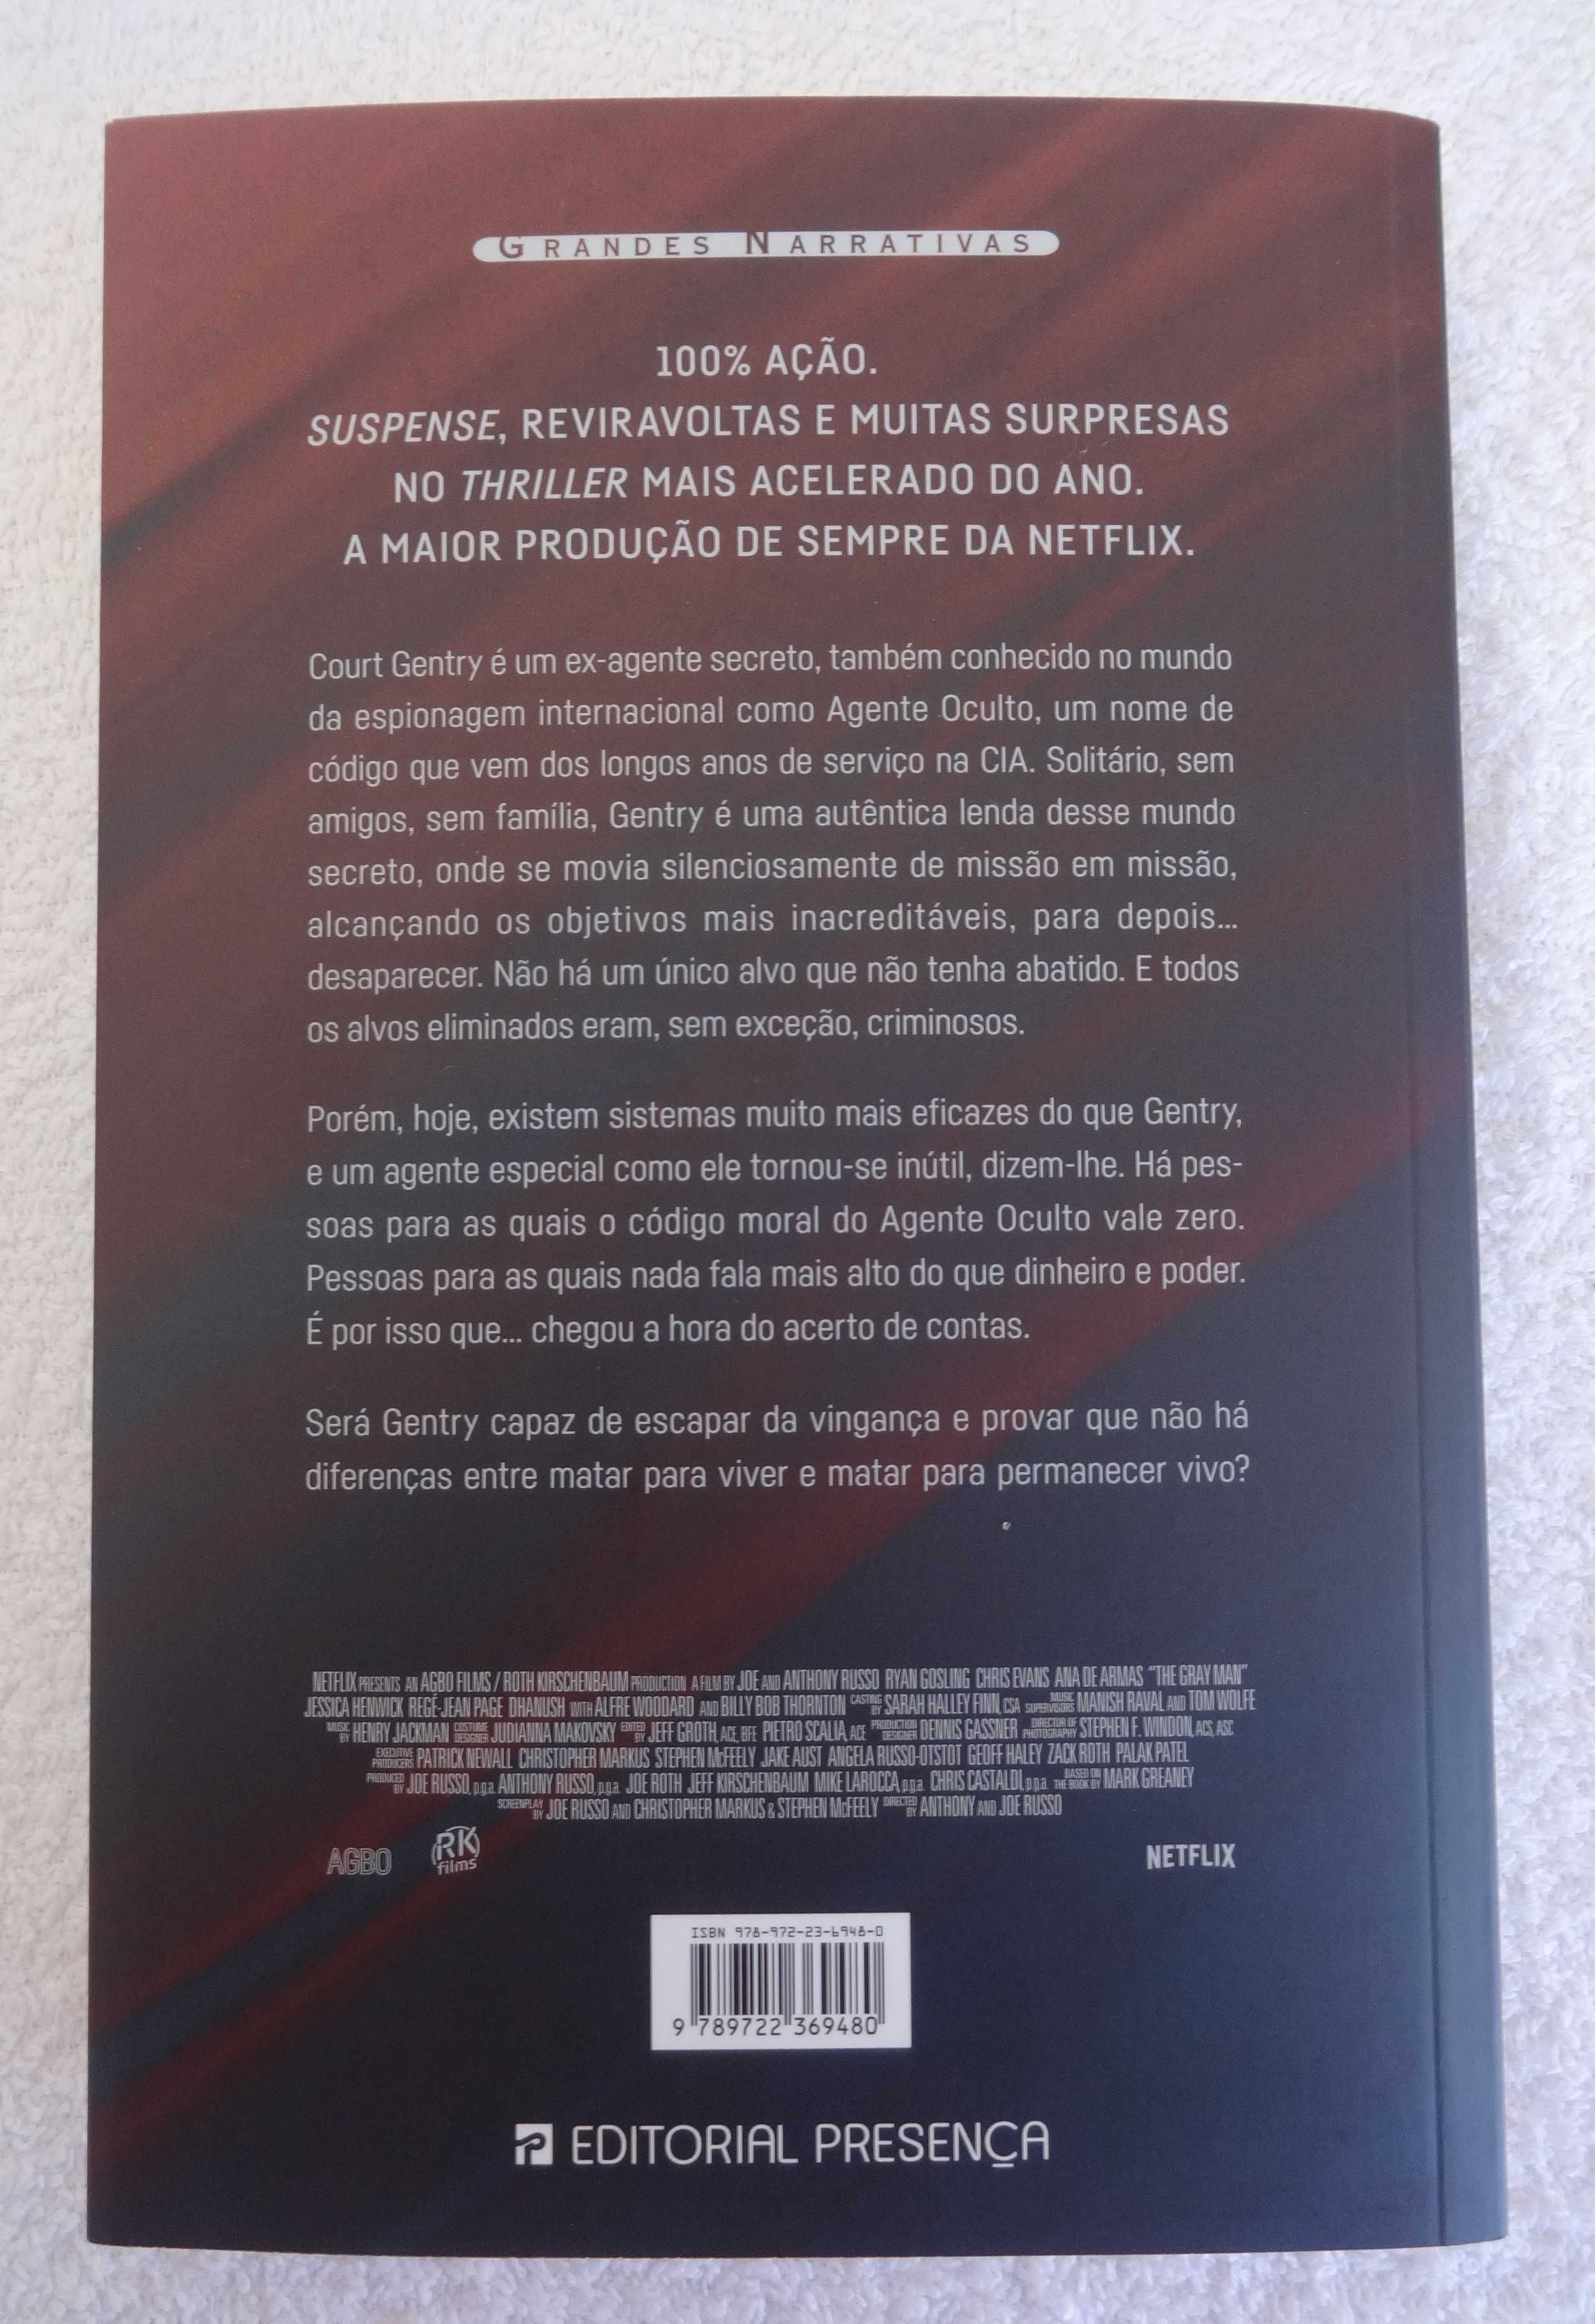 GRANDES NARRATIVAS
100% AÇÃO.
SUSPENSE, REVIRAVOLTAS E MUITAS SURPRESAS
NO THRILLER MAIS ACELERADO DO ANO.
A MAIOR PRODUÇÃO DE SEMPRE DA NETFLIX.
Court Gentry é um ex-agente secreto, também conhecido no mundo
da espionagem internacional como Agente Oculto, um nome de
código que vem dos longos anos de serviço na CIA. Solitário, sem
amigos, sem família, Gentry é uma autêntica lenda desse mundo
secreto, onde se movia silenciosamente de missão em missão,
alcançando os objetivos mais inacreditáveis, para depois...
desaparecer. Não há um único alvo que não tenha abatido. E todos
os alvos eliminados eram, sem exceção, criminosos.
Porém, hoje, existem sistemas muito mais eficazes do que Gentry,
e um agente especial como ele tornou-se inútil, dizem-lhe. Há pes-
soas para as quais o código moral do Agente Oculto vale zero.
Pessoas para as quais nada fala mais alto do que dinheiro e poder.
É por isso que... chegou a hora do acerto de contas.
Será Gentry capaz de escapar da vingança e provar que não há
diferenças entre matar para viver e matar para permanecer vivo?
NETFLIX PRESENTS AN AGBO FILMS / ROTH KIRSCHENBAUM PRODUCTION A FILM BY JOE AND ANTHONY RUSSO RYAN GOSLING CHRIS EVANS ANA DE ARMAS "THE GRAY MAN"
JESSICA HENWICK REGÉ-JEAN PAGE DHANUSH WITH ALFRE WOODARD AND BILLY BOB THORNTON CASTING BY SARAH HALLEY FINN, CSA MUSIC SUPERVISORS MANISH RAVAL AND TOM WOLFE
MUSIC BY HENRY JACKMAN COSTUME DESIGNER JUDIANNA MAKOVSKY EDITED BY JEFF GROTH, ACE, BFE PIETRO SCALIA, ACE PRODUCTION DESIGNER DENNIS GASSNER DIRECTOR OF PHOTOGRAPHY STEPHEN F. WINDON, ACS, ASC
EXECUTIVE PRODUCERS PATRICK NEWALL CHRISTOPHER MARKUS STEPHEN McFEELY JAKE AUST ANGELA RUSSO-OTSTOT GEOFF HALEY ZACK ROTH PALAK PATEL
PRODUCED BY JOE RUSSO, p.g.a. ANTHONY RUSSO, p.g.a. JOE ROTH JEFF KIRSCHENBAUM MIKE LAROCCA, p.g.a. CHRIS CASTALDI, p.g.a. BASED ON THE BOOK BY MARK GREANEY
SCREENPLAY BY JOE RUSSO AND CHRISTOPHER MARKUS & STEPHEN McFEELY DIRECTED BY ANTHONY AND JOE RUSSO
AGBO RK films NETFLIX
ISBN 978-972-23-6948-0
9 789722 369480
EDITORIAL PRESENÇA